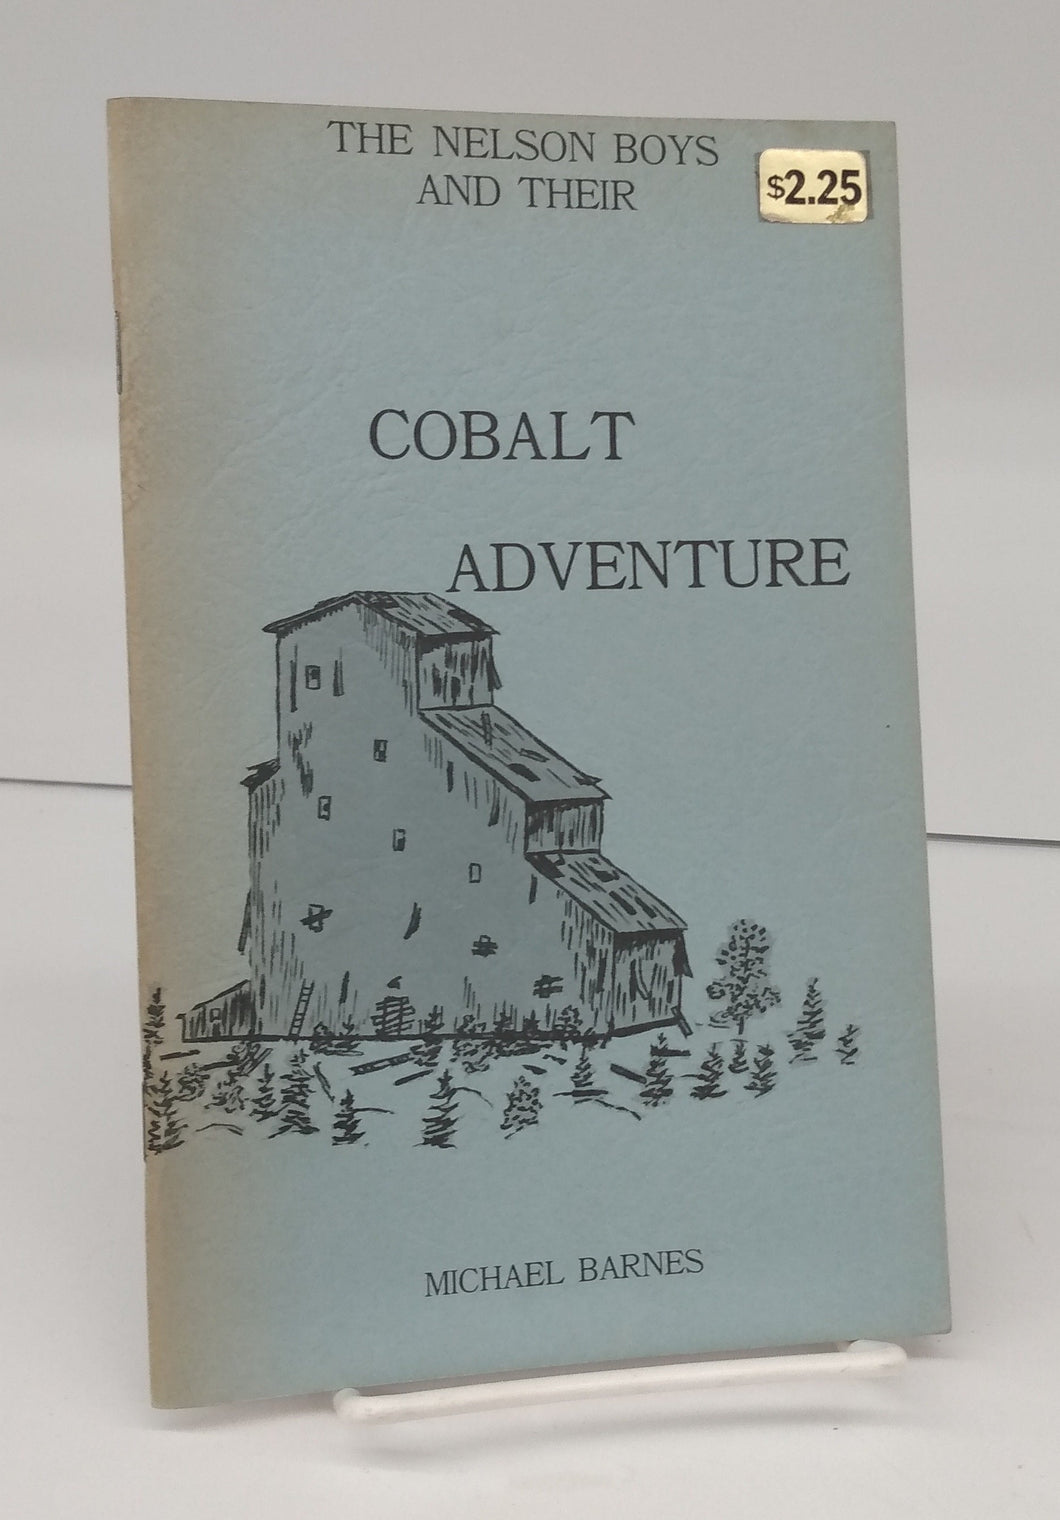 THE NELSON BOYS
AND THEIR
$2.25
COBALT
ADVENTURE
MICHAEL BARNES